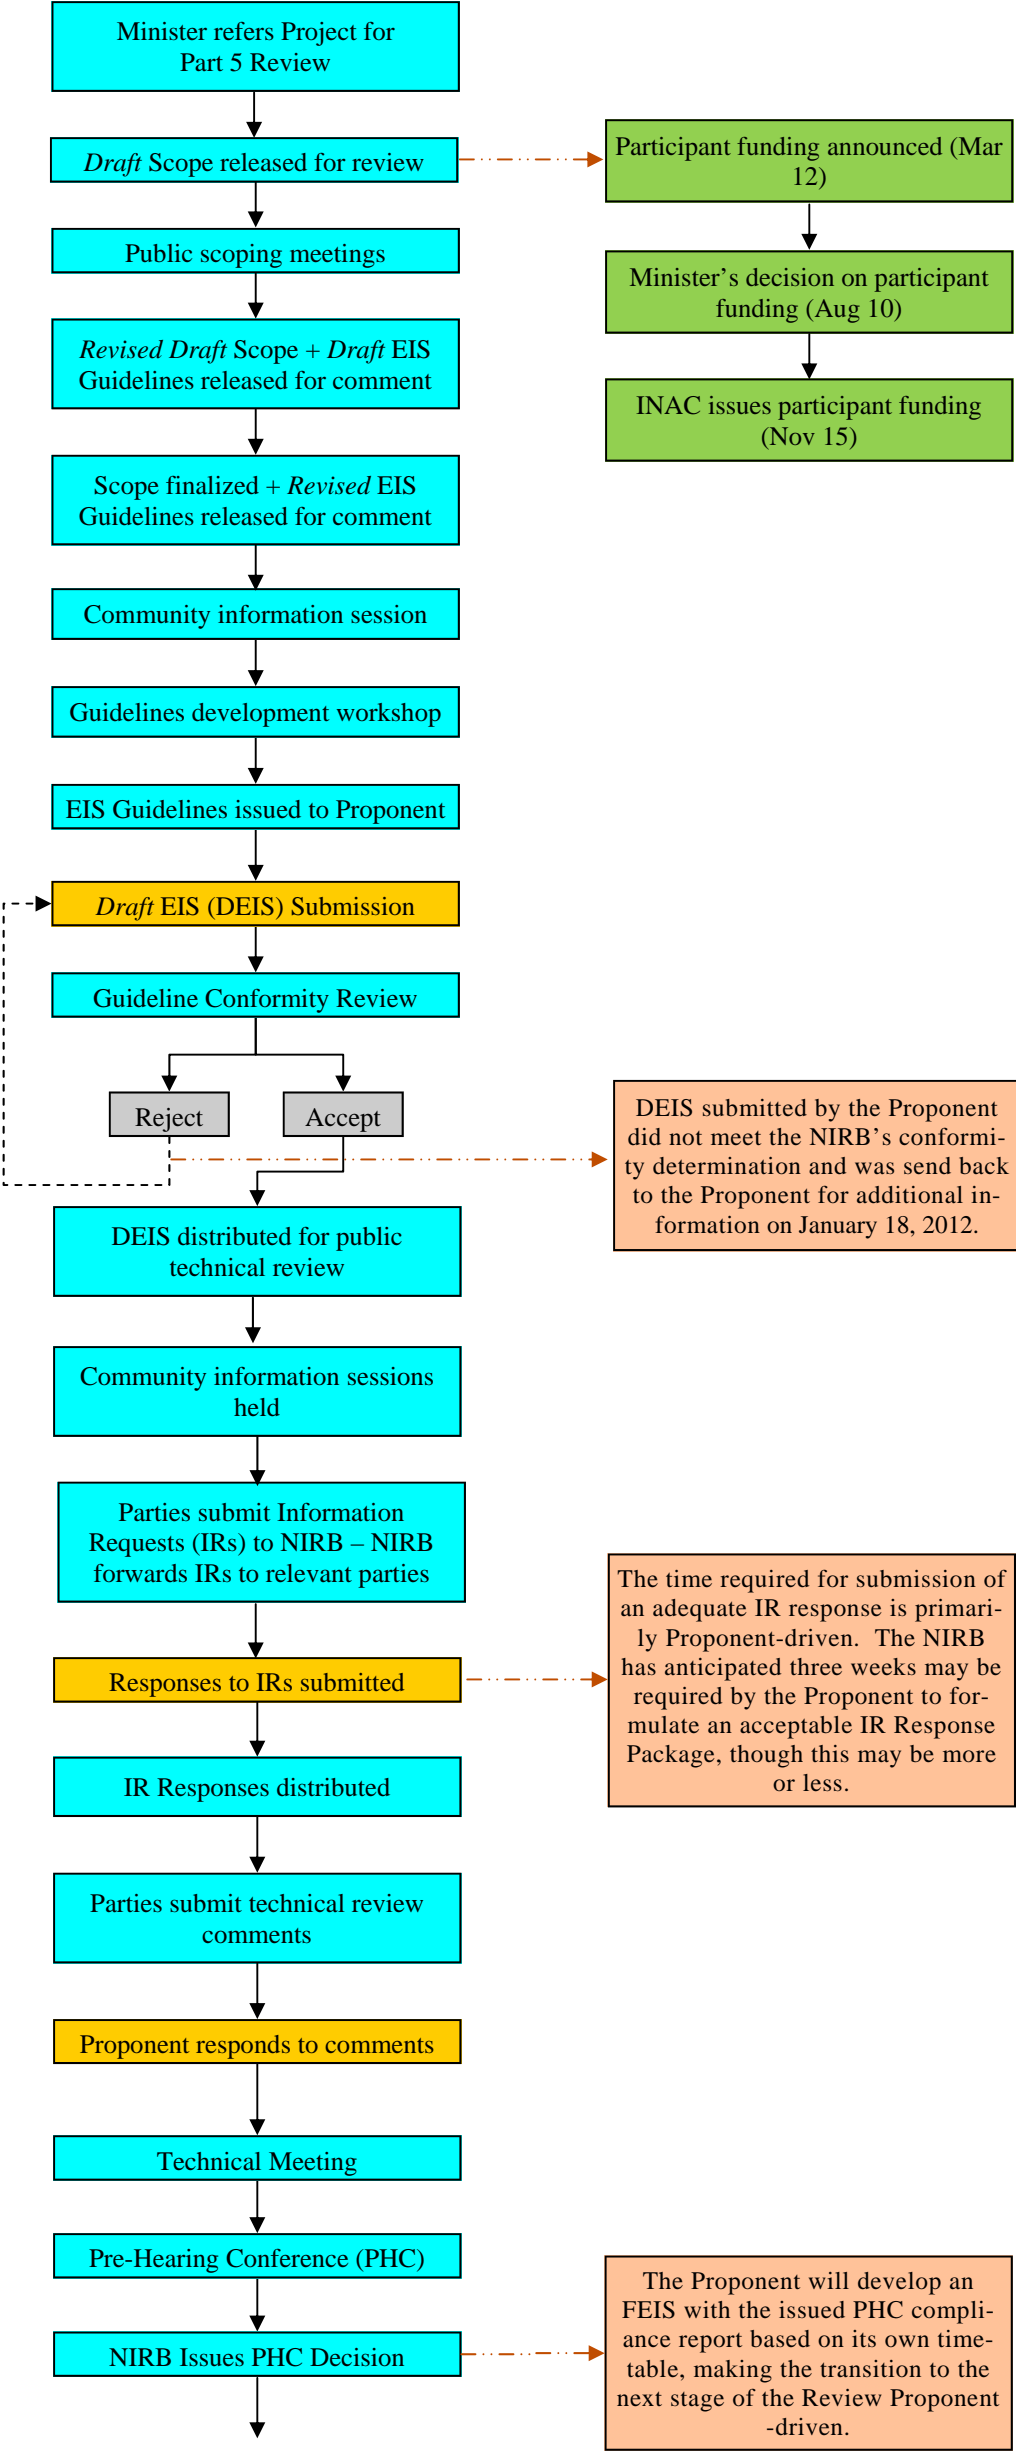 Minister refers Project for
Part 5 Review
Draft Scope released for review
Participant funding announced (Mar
12)
Public scoping meetings
Minister’s decision on participant
funding (Aug 10)
Revised Draft Scope + Draft EIS
Guidelines released for comment
INAC issues participant funding
(Nov 15)
Scope finalized + Revised EIS
Guidelines released for comment
Community information session
Guidelines development workshop
EIS Guidelines issued to Proponent
Draft EIS (DEIS) Submission
Guideline Conformity Review
Reject
Accept
DEIS submitted by the Proponent
did not meet the NIRB’s conformi-
ty determination and was send back
to the Proponent for additional in-
formation on January 18, 2012.
DEIS distributed for public
technical review
Community information sessions
held
Parties submit Information
Requests (IRs) to NIRB – NIRB
forwards IRs to relevant parties
Responses to IRs submitted
The time required for submission of
an adequate IR response is primari-
ly Proponent-driven.  The NIRB
has anticipated three weeks may be
required by the Proponent to for-
mulate an acceptable IR Response
Package, though this may be more
or less.
IR Responses distributed
Parties submit technical review
comments
Proponent responds to comments
Technical Meeting
Pre-Hearing Conference (PHC)
NIRB Issues PHC Decision
The Proponent will develop an
FEIS with the issued PHC compli-
ance report based on its own time-
table, making the transition to the
next stage of the Review Proponent
-driven.